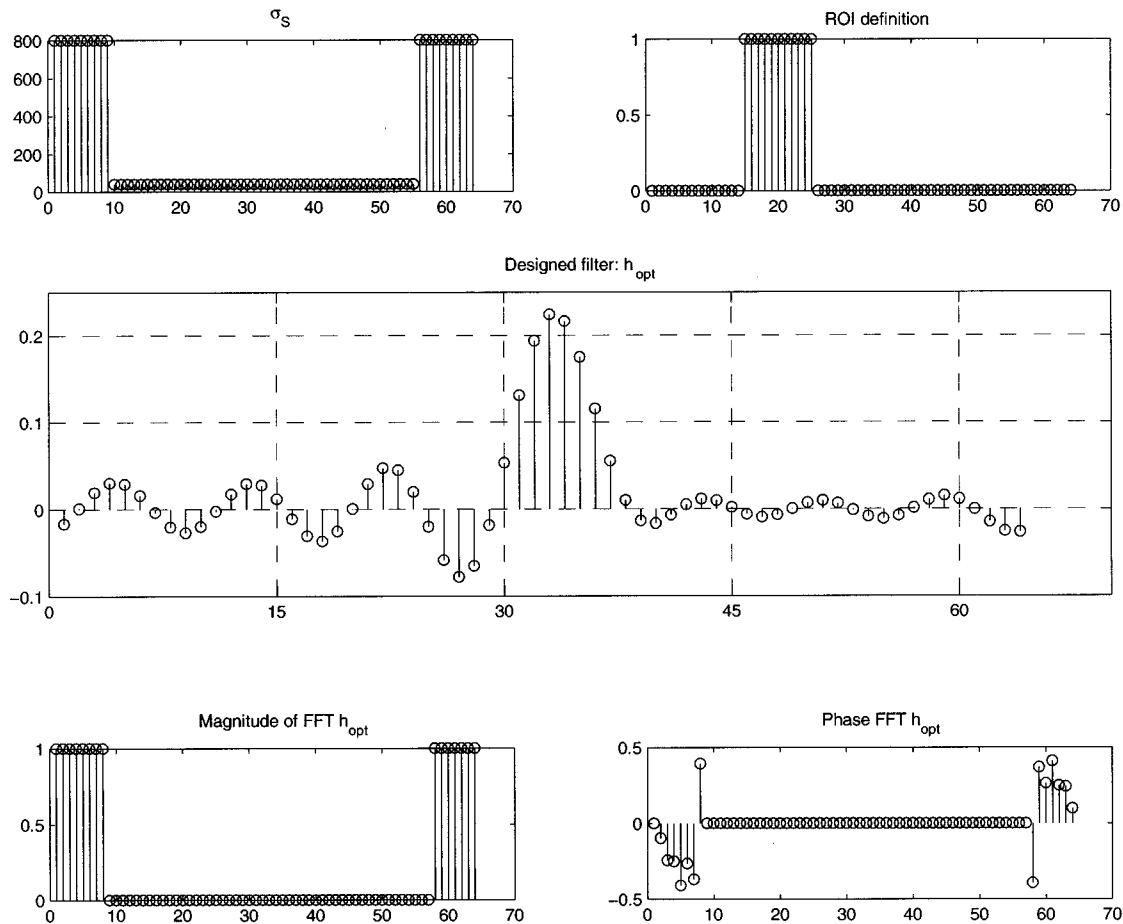 σS
800
600
400
200
0
0 10 20 30 40 50 60 70
ROI definition
1
0.5
0
0 10 20 30 40 50 60 70
Designed filter: hopt
0.2
0.1
0
−0.1
0 15 30 45 60
Magnitude of FFT hopt
1
0.5
0
0 10 20 30 40 50 60 70
Phase FFT hopt
0.5
0
−0.5
0 10 20 30 40 50 60 70